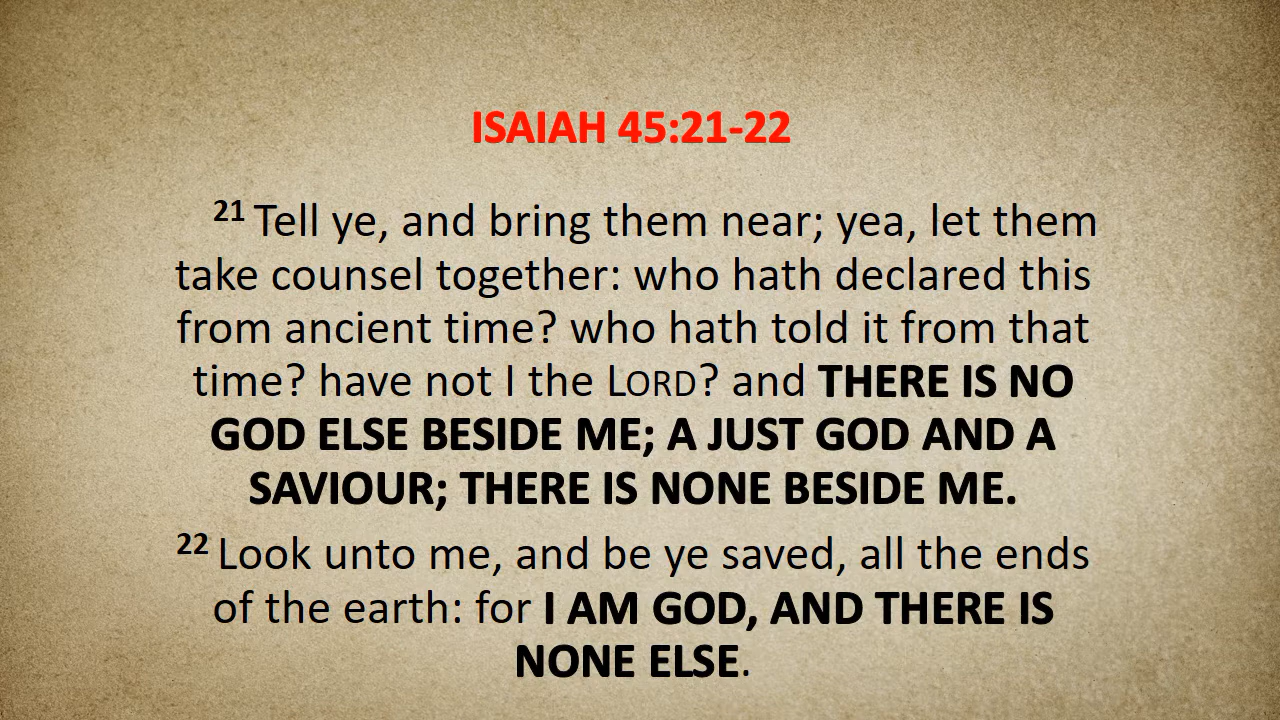 ISAIAH 45:21-22
21 Tell ye, and bring them near; yea, let them
take counsel together: who hath declared this
from ancient time? who hath told it from that
time? have not I the LORD? and THERE IS NO
GOD ELSE BESIDE ME; A JUST GOD AND A
SAVIOUR; THERE IS NONE BESIDE ME.
22 Look unto me, and be ye saved, all the ends
of the earth: for I AM GOD, AND THERE IS
NONE ELSE.